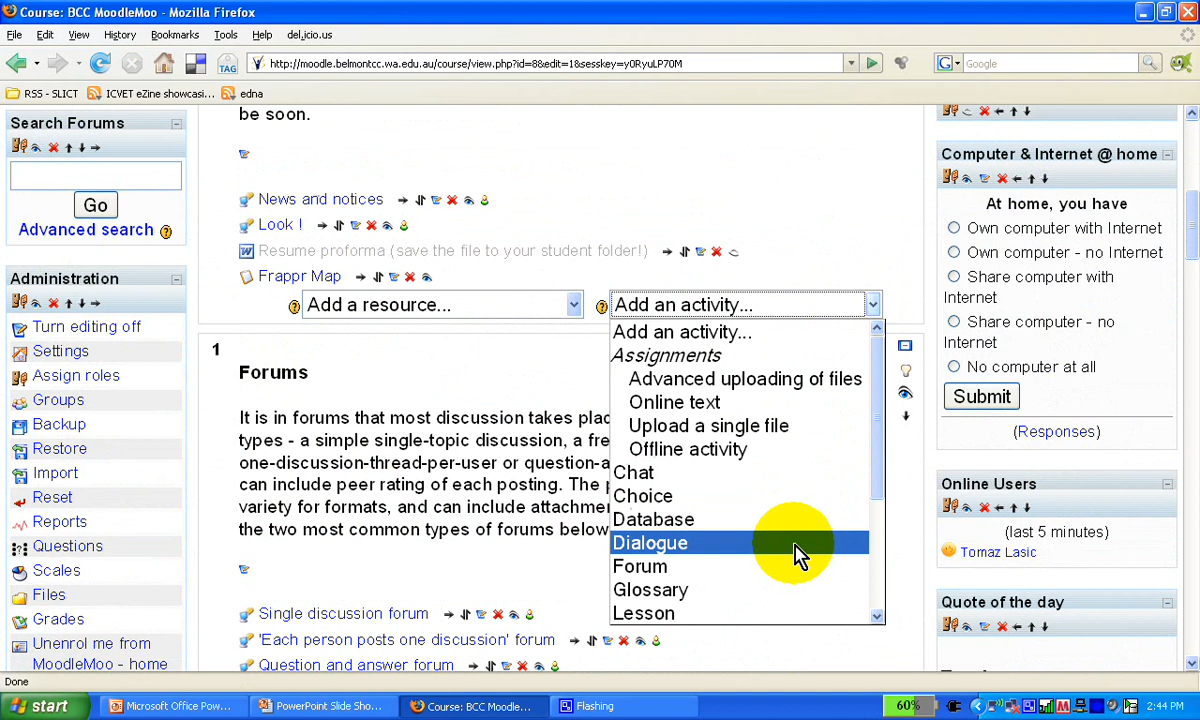 Course: BCC MoodleMoo - Mozilla Firefox
File Edit View History Bookmarks Tools Help del.icio.us
TAG http://moodle.belmontcc.wa.edu.au/course/view.php?id=8&edit=1&sesskey=y0RyuLP70M G Google
RSS - SLICT ICVET eZine showcasi... edna
Search Forums
Go
Advanced search
Administration
Turn editing off
Settings
Assign roles
Groups
Backup
Restore
Import
Reset
Reports
Questions
Scales
Files
Grades
Unenrol me from
MoodleMoo - home
be soon.
News and notices
Look !
Resume proforma (save the file to your student folder!)
Frappr Map
Add a resource... Add an activity...
1
Forums
It is in forums that most discussion takes plac
types - a simple single-topic discussion, a fre
one-discussion-thread-per-user or question-a
can include peer rating of each posting. The p
variety for formats, and can include attachmer
the two most common types of forums below
Single discussion forum
'Each person posts one discussion' forum
Question and answer forum
Add an activity...
Assignments
Advanced uploading of files
Online text
Upload a single file
Offline activity
Chat
Choice
Database
Dialogue
Forum
Glossary
Lesson
Computer & Internet @ home
At home, you have
Own computer with Internet
Own computer - no Internet
Share computer with
Internet
Share computer - no
Internet
No computer at all
Submit
(Responses)
Online Users
(last 5 minutes)
Tomaz Lasic
Quote of the day
Done
start Microsoft Office Pow... PowerPoint Slide Sho... Course: BCC MoodleMo... Flashing 60% 2:44 PM